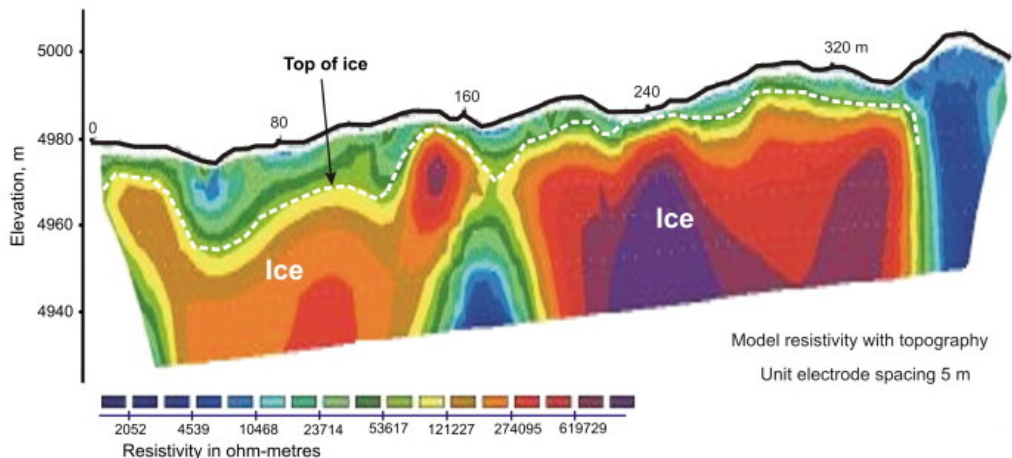 5000
4980
4960
4940
Elevation, m
Top of ice
0
80
160
240
320 m
Ice
Ice
Model resistivity with topography
Unit electrode spacing 5 m
2052 4539 10468 23714 53617 121227 274095 619729
Resistivity in ohm-metres